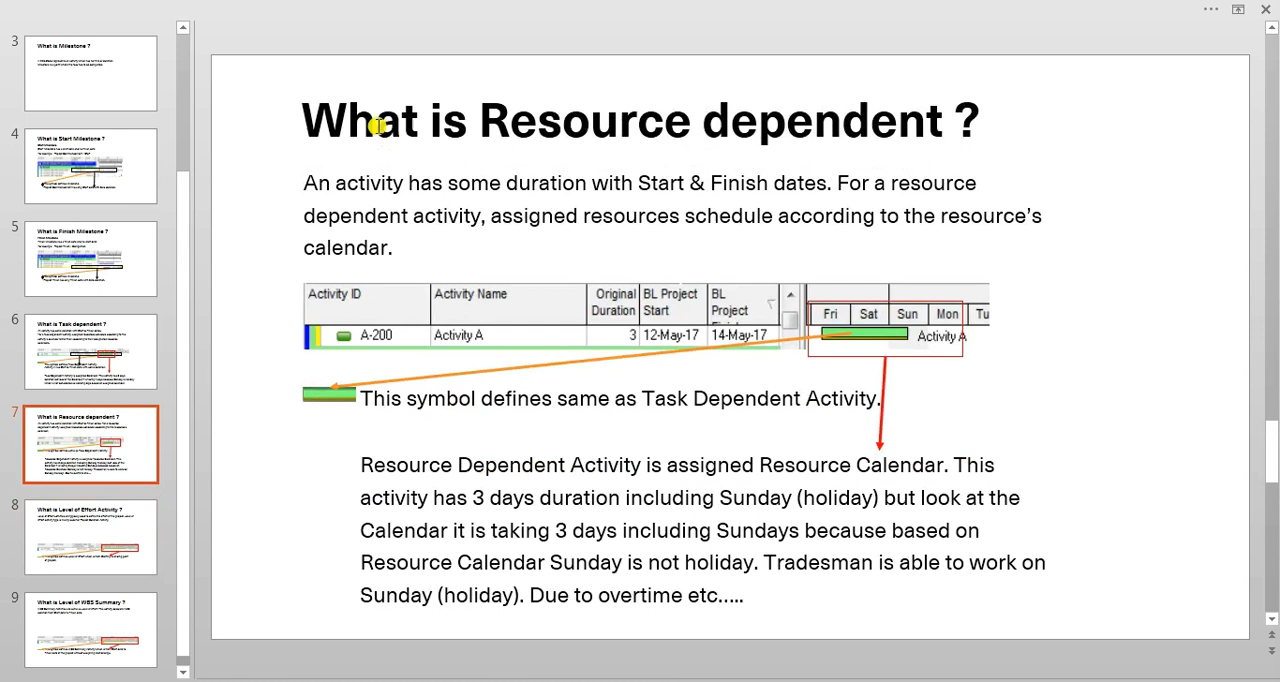 3
What is Milestone ?
4
What is Start Milestone ?
5
What is Finish Milestone ?
6
What is Task dependent ?
7
What is Resource dependent ?
8
What is Level of Effort Activity ?
9
What is Level of WBS Summary ?
What is Resource dependent ?
An activity has some duration with Start & Finish dates. For a resource
dependent activity, assigned resources schedule according to the resource's
calendar.
Activity ID Activity Name Original Duration BL Project Start BL Project
Fri Sat Sun Mon Tu
A-200 Activity A 3 12-May-17 14-May-17 Activity A
This symbol defines same as Task Dependent Activity.
Resource Dependent Activity is assigned Resource Calendar. This
activity has 3 days duration including Sunday (holiday) but look at the
Calendar it is taking 3 days including Sundays because based on
Resource Calendar Sunday is not holiday. Tradesman is able to work on
Sunday (holiday). Due to overtime etc…..